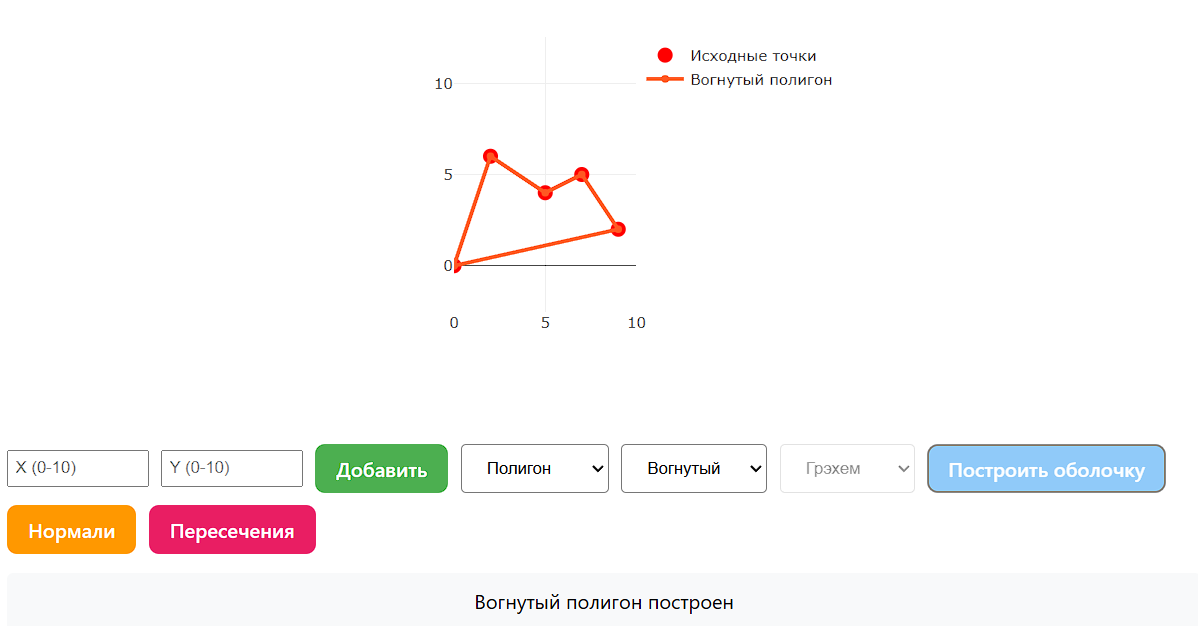 Исходные точки
Вогнутый полигон
10
5
0
0 5 10
X (0-10) Y (0-10) Добавить Полигон Вогнутый Грэхем Построить оболочку
Нормали Пересечения
Вогнутый полигон построен